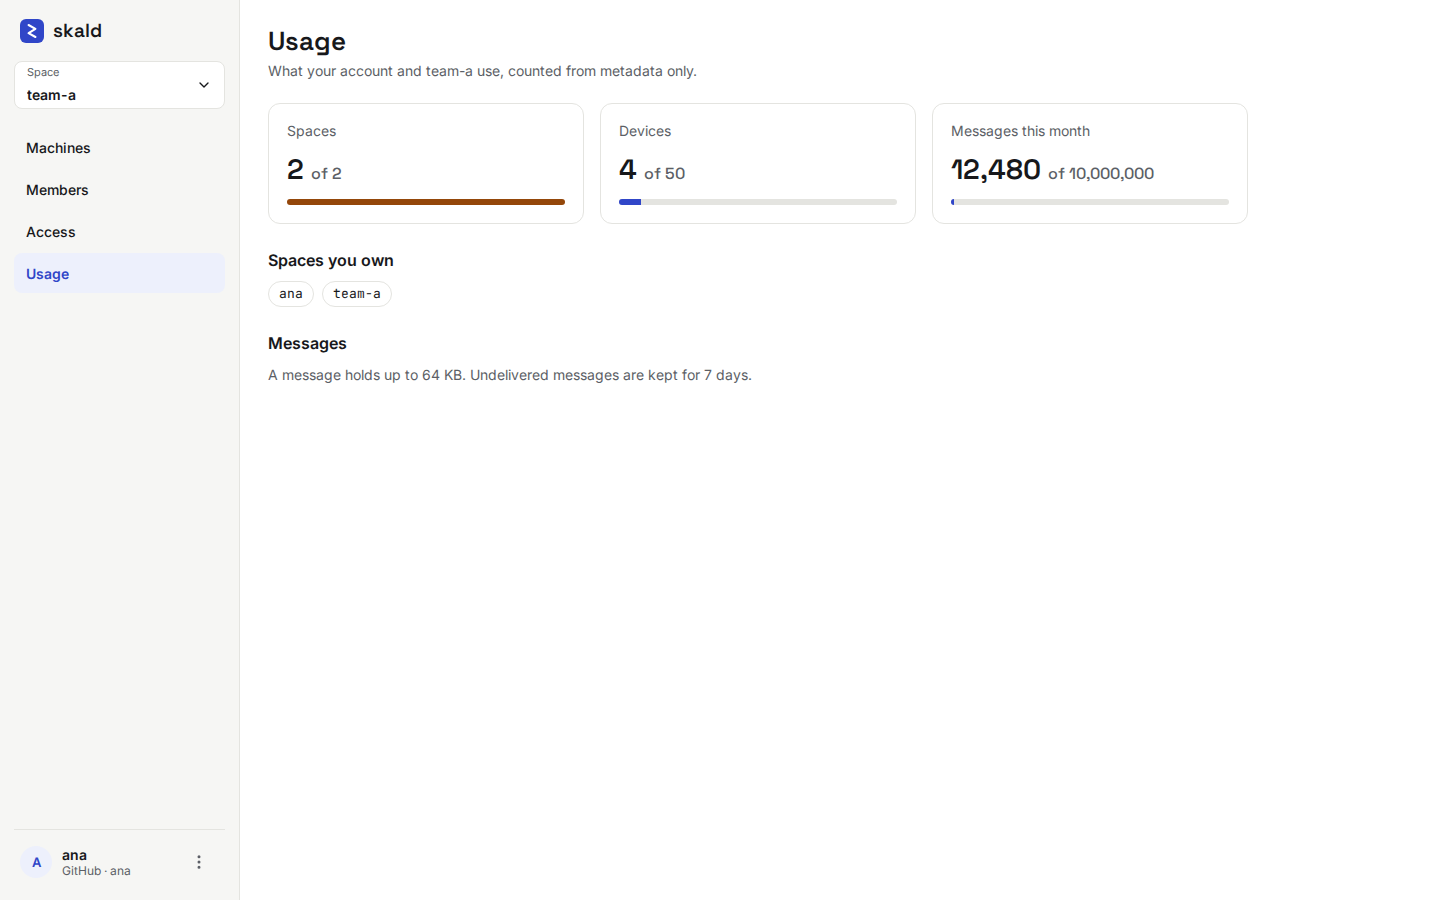 skald
Space
team-a
Machines
Members
Access
Usage
A
ana
GitHub · ana
Usage
What your account and team-a use, counted from metadata only.
Spaces
2 of 2
Devices
4 of 50
Messages this month
12,480 of 10,000,000
Spaces you own
ana
team-a
Messages
A message holds up to 64 KB. Undelivered messages are kept for 7 days.